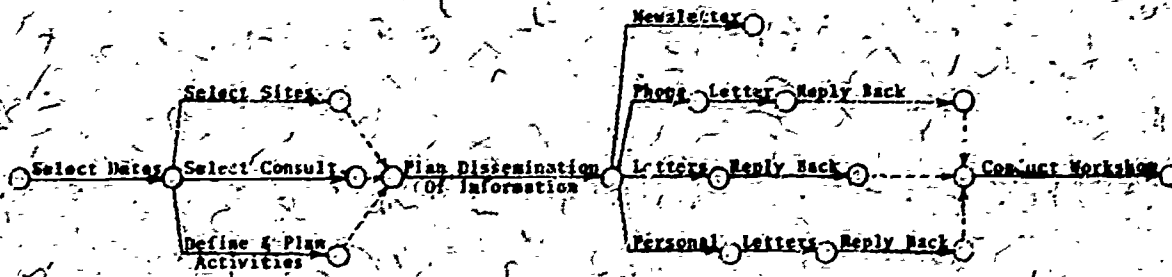 Newsletter
Select Sites
Phone Letter Reply Back
Select Dates Select Consult Plan Dissemination Letters Reply Back Conduct Workshop
Of Information
Define & Plan Personal Letters Reply Back
Activities